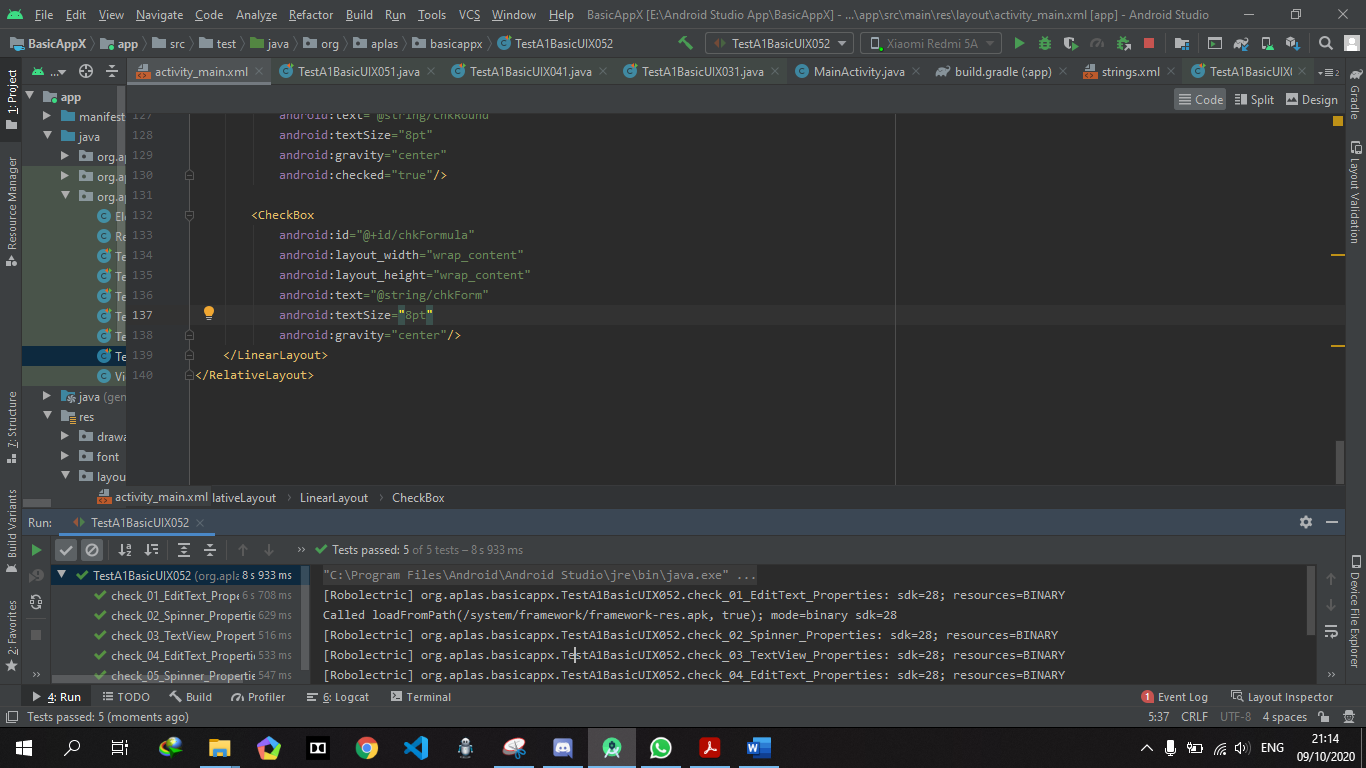 File Edit View Navigate Code Analyze Refactor Build Run Tools VCS Window Help BasicAppX [E:\Android Studio App\BasicAppX] - ...\app\src\main\res\layout\activity_main.xml [app] - Android Studio
BasicAppX app src test java org aplas basicappx TestA1BasicUIX052 TestA1BasicUIX052 Xiaomi Redmi 5A
1: Project
Resource Manager
7: Structure
Build Variants
2: Favorites
activity_main.xml TestA1BasicUIX051.java TestA1BasicUIX041.java TestA1BasicUIX031.java MainActivity.java build.gradle (:app) strings.xml TestA1BasicUIX
Code Split Design
app
manifest
java
org.ap
org.ap
org.ap
El
Re
Te
Te
Te
Te
Te
Te
Vi
java (gen
res
drawa
font
layou
activity_main.xml
127 android:text="@string/chkRound"
128 android:textSize="8pt"
129 android:gravity="center"
130 android:checked="true"/>
131
132 <CheckBox
133 android:id="@+id/chkFormula"
134 android:layout_width="wrap_content"
135 android:layout_height="wrap_content"
136 android:text="@string/chkForm"
137 android:textSize="8pt"
138 android:gravity="center"/>
139 </LinearLayout>
140 </RelativeLayout>
lativeLayout › LinearLayout › CheckBox
Gradle
Layout Validation
Device File Explorer
Run: TestA1BasicUIX052
» Tests passed: 5 of 5 tests – 8 s 933 ms
TestA1BasicUIX052 (org.apla 8 s 933 ms
check_01_EditText_Prope 6 s 708 ms
check_02_Spinner_Properti 629 ms
check_03_TextView_Propert 516 ms
check_04_EditText_Properti 533 ms
check_05_Spinner_Properti 547 ms
"C:\Program Files\Android\Android Studio\jre\bin\java.exe" ...
[Robolectric] org.aplas.basicappx.TestA1BasicUIX052.check_01_EditText_Properties: sdk=28; resources=BINARY
Called loadFromPath(/system/framework/framework-res.apk, true); mode=binary sdk=28
[Robolectric] org.aplas.basicappx.TestA1BasicUIX052.check_02_Spinner_Properties: sdk=28; resources=BINARY
[Robolectric] org.aplas.basicappx.TestA1BasicUIX052.check_03_TextView_Properties: sdk=28; resources=BINARY
[Robolectric] org.aplas.basicappx.TestA1BasicUIX052.check_04_EditText_Properties: sdk=28; resources=BINARY
4: Run TODO Build Profiler 6: Logcat Terminal 1 Event Log Layout Inspector
Tests passed: 5 (moments ago) 5:37 CRLF UTF-8 4 spaces
ENG
21:14
09/10/2020